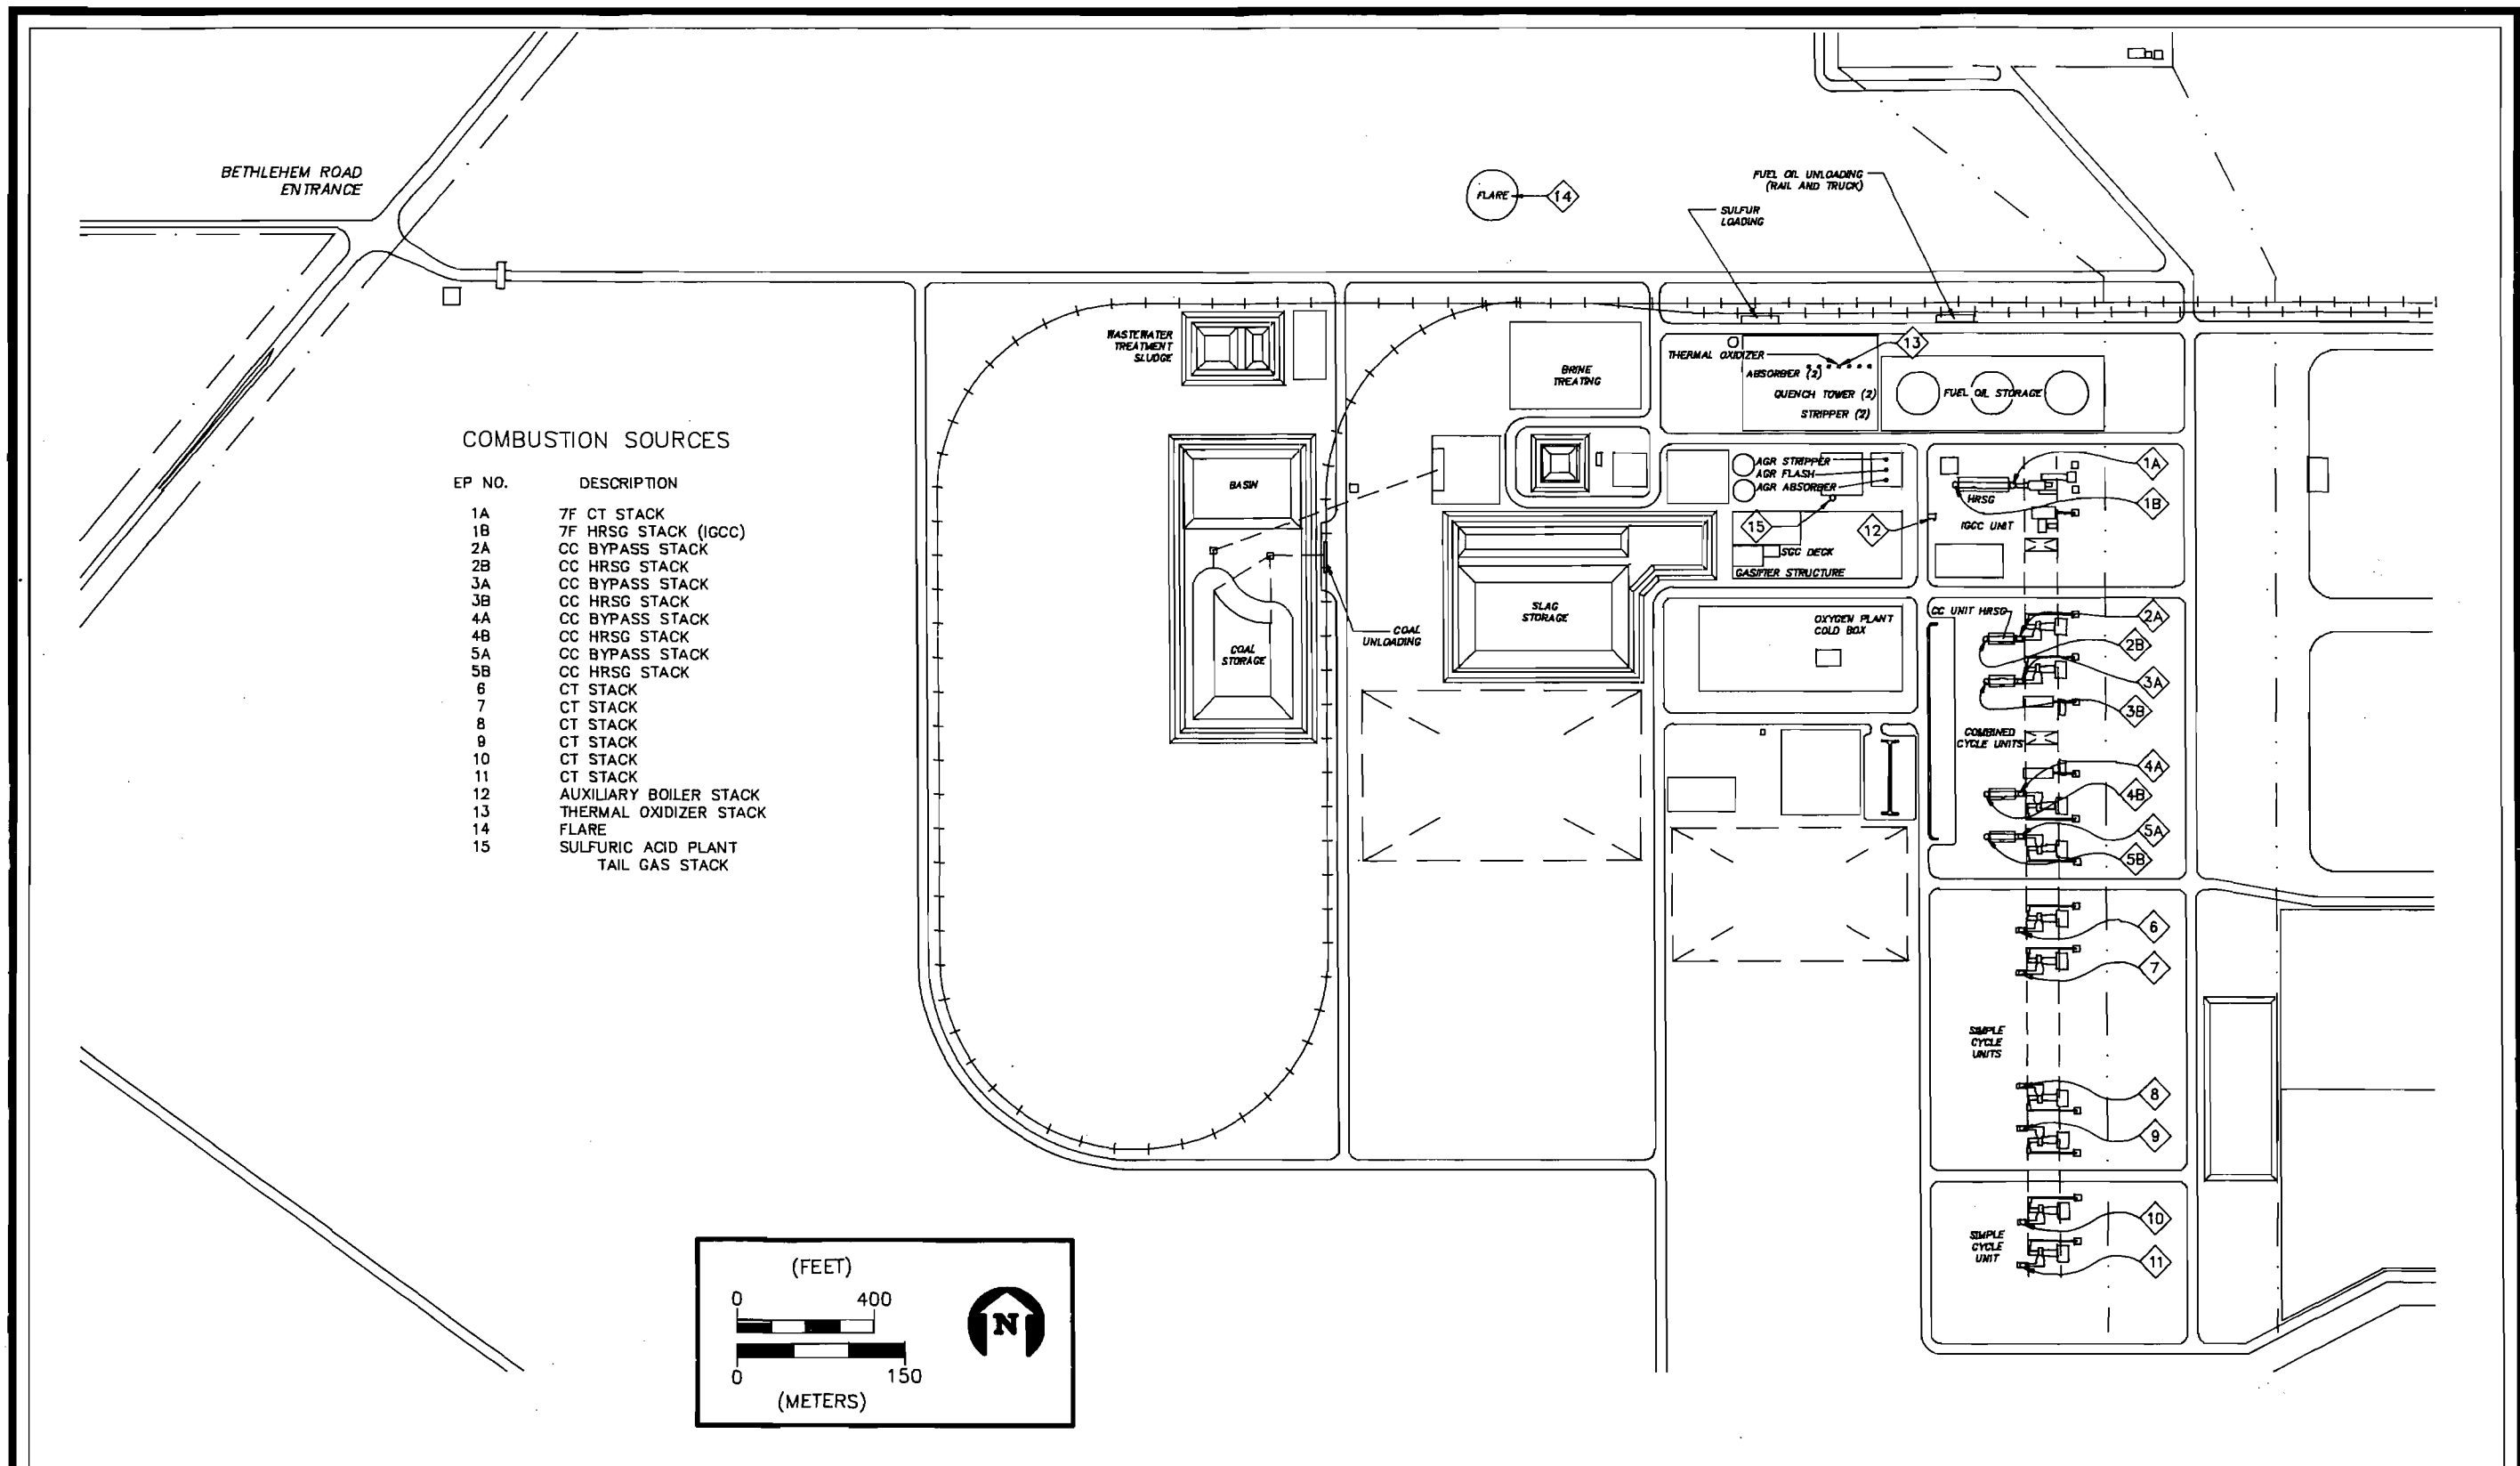 BETHLEHEM ROAD
ENTRANCE
FLARE
14
FUEL OIL UNLOADING
(RAIL AND TRUCK)
SULFUR
LOADING
WASTEWATER
TREATMENT
SLUDGE
BRINE
TREATING
THERMAL OXIDIZER
13
ABSORBER (2)
QUENCH TOWER (2)
STRIPPER (2)
FUEL OIL STORAGE
COMBUSTION SOURCES
EP NO. DESCRIPTION
1A 7F CT STACK
1B 7F HRSG STACK (IGCC)
2A CC BYPASS STACK
2B CC HRSG STACK
3A CC BYPASS STACK
3B CC HRSG STACK
4A CC BYPASS STACK
4B CC HRSG STACK
5A CC BYPASS STACK
5B CC HRSG STACK
6 CT STACK
7 CT STACK
8 CT STACK
9 CT STACK
10 CT STACK
11 CT STACK
12 AUXILIARY BOILER STACK
13 THERMAL OXIDIZER STACK
14 FLARE
15 SULFURIC ACID PLANT
TAIL GAS STACK
BASIN
COAL
STORAGE
COAL
UNLOADING
SLAG
STORAGE
AGR STRIPPER
AGR FLASH
AGR ABSORBER
15
12
SGC DECK
GASIFIER STRUCTURE
HRSG
IGCC UNIT
1A
1B
OXYGEN PLANT
COLD BOX
CC UNIT HRSG
2A
2B
3A
3B
COMBINED
CYCLE UNITS
4A
4B
5A
5B
6
7
SIMPLE
CYCLE
UNITS
8
9
10
SIMPLE
CYCLE
UNIT
11
(FEET)
0 400
0 150
(METERS)
N